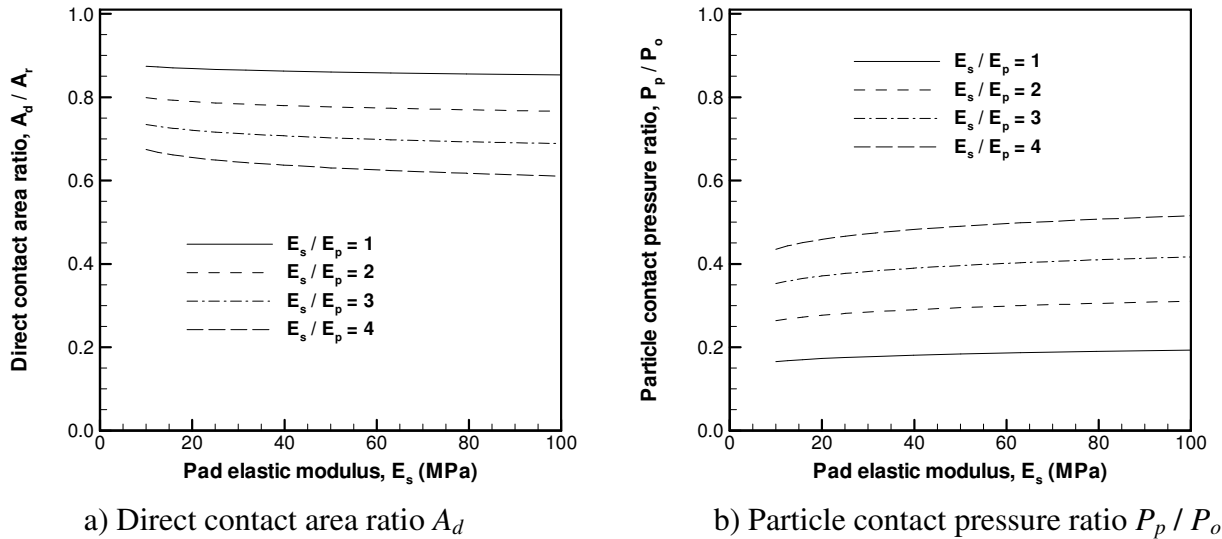 Direct contact area ratio, A_d / A_r
1.0
0.8
0.6
0.4
0.2
0.0
E_s / E_p = 1
E_s / E_p = 2
E_s / E_p = 3
E_s / E_p = 4
0 20 40 60 80 100
Pad elastic modulus, E_s (MPa)
a) Direct contact area ratio A_d
Particle contact pressure ratio, P_p / P_o
1.0
0.8
0.6
0.4
0.2
0.0
E_s / E_p = 1
E_s / E_p = 2
E_s / E_p = 3
E_s / E_p = 4
0 20 40 60 80 100
Pad elastic modulus, E_s (MPa)
b) Particle contact pressure ratio P_p / P_o